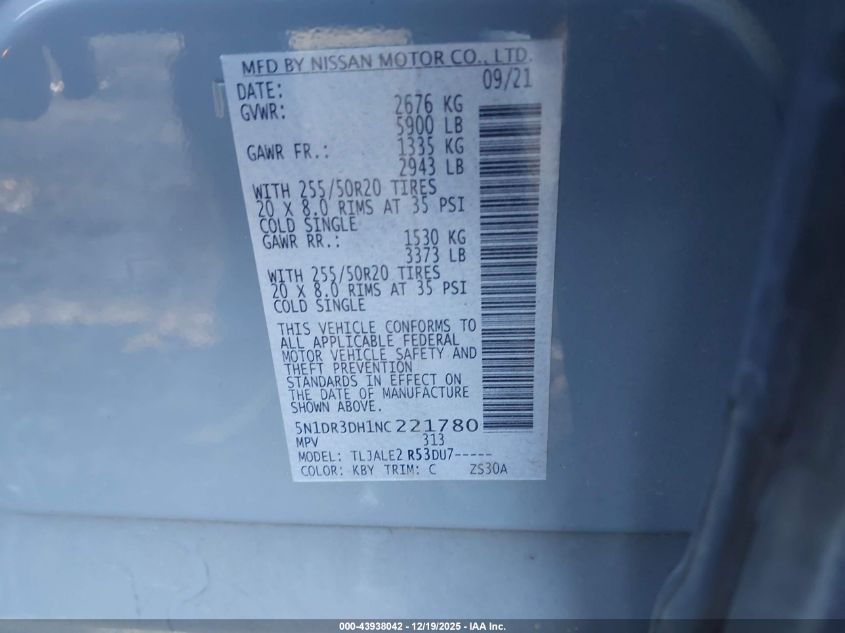 MFD BY NISSAN MOTOR CO., LTD.
DATE: 09/21
GVWR: 2676 KG
5900 LB
GAWR FR.: 1335 KG
2943 LB
WITH 255/50R20 TIRES
20 X 8.0 RIMS AT 35 PSI
COLD SINGLE
GAWR RR.: 1530 KG
3373 LB
WITH 255/50R20 TIRES
20 X 8.0 RIMS AT 35 PSI
COLD SINGLE
THIS VEHICLE CONFORMS TO
ALL APPLICABLE FEDERAL
MOTOR VEHICLE SAFETY AND
THEFT PREVENTION
STANDARDS IN EFFECT ON
THE DATE OF MANUFACTURE
SHOWN ABOVE.
5N1DR3DH1NC221780
MPV 313
MODEL: TLJALE2 R53DU7-----
COLOR: KBY TRIM: C ZS30A
000-43938042 - 12/19/2025 - IAA Inc.